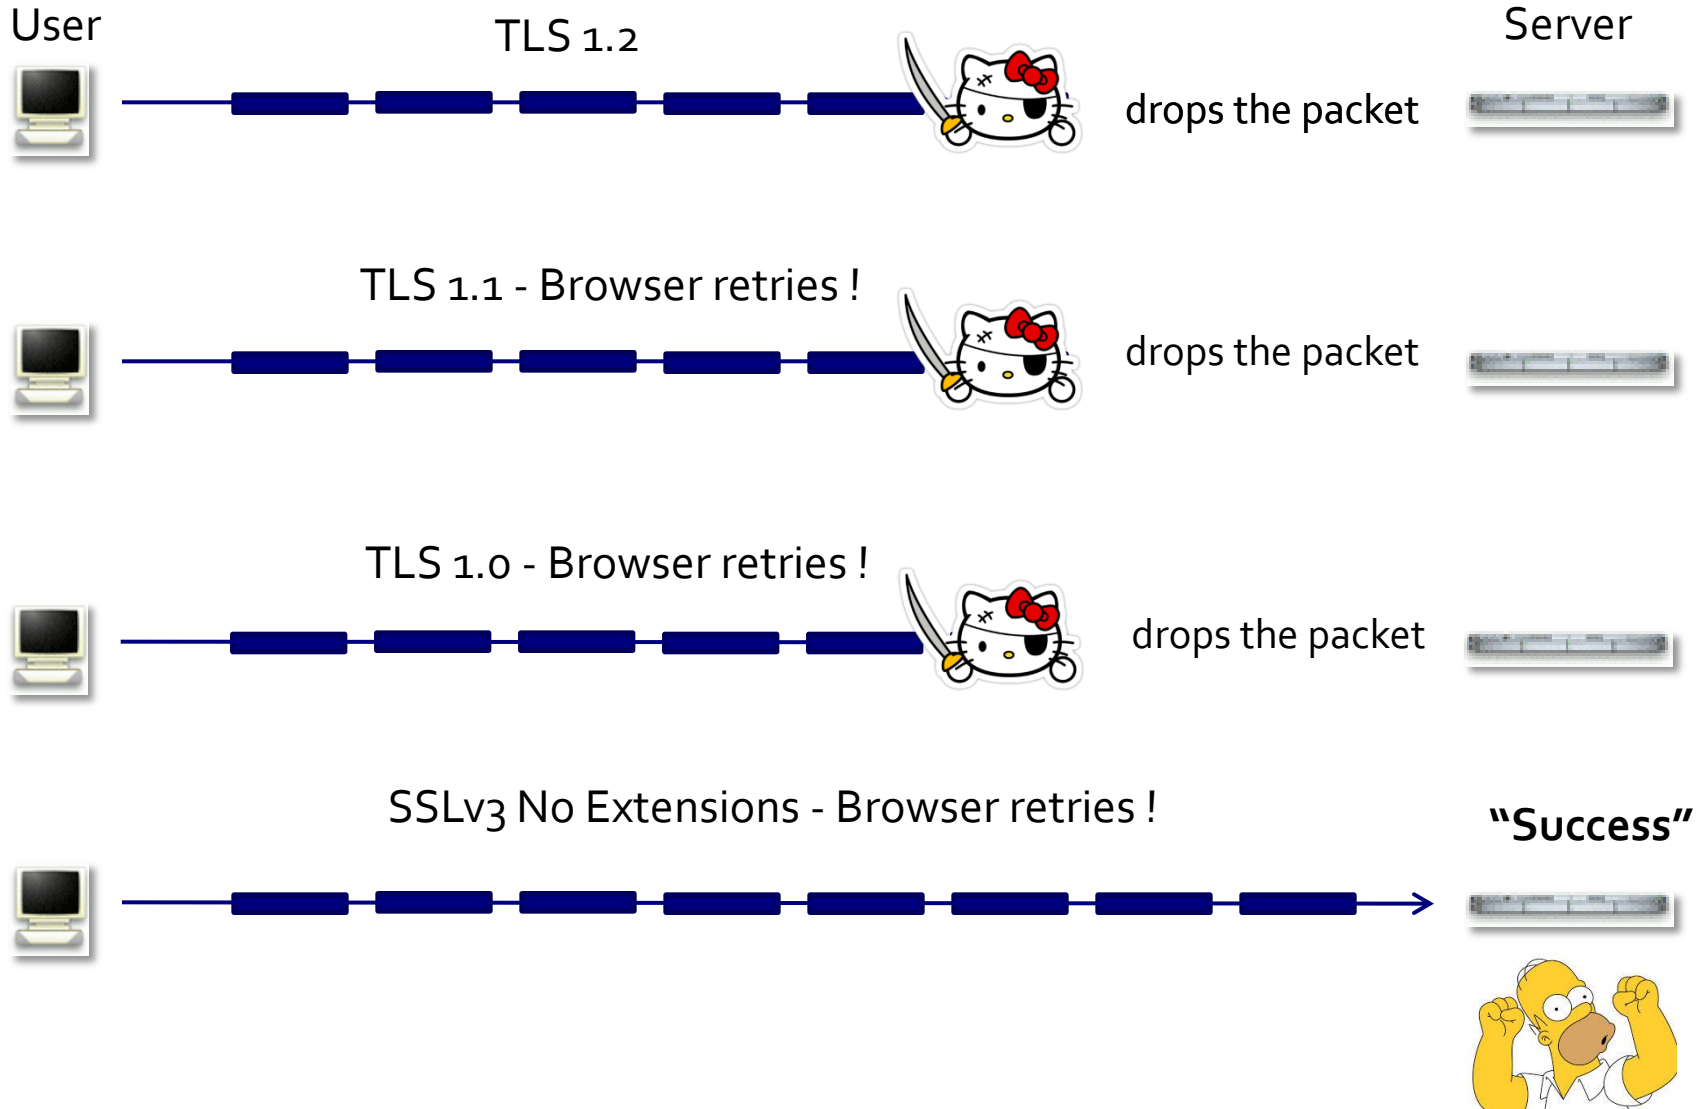 User
TLS 1.2
Server
drops the packet
TLS 1.1 - Browser retries !
drops the packet
TLS 1.0 - Browser retries !
drops the packet
SSLv3 No Extensions - Browser retries !
“Success”